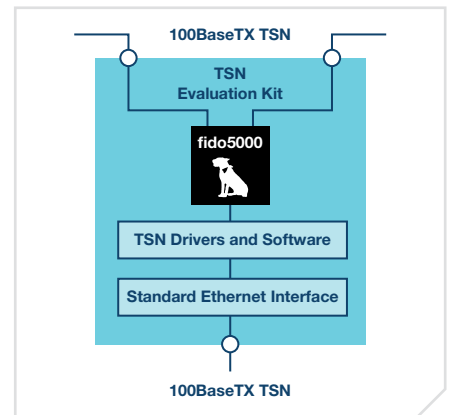 100BaseTX TSN
TSN
Evaluation Kit
fido5000
TSN Drivers and Software
Standard Ethernet Interface
100BaseTX TSN